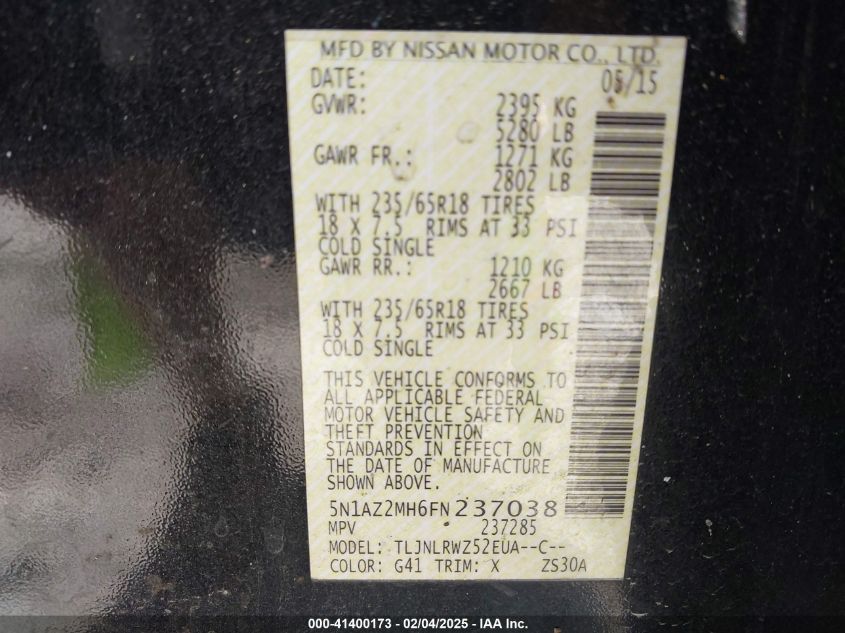 MFD BY NISSAN MOTOR CO., LTD.
DATE: 05/15
GVWR: 2395 KG
5280 LB
GAWR FR.: 1271 KG
2802 LB
WITH 235/65R18 TIRES
18 X 7.5 RIMS AT 33 PSI
COLD SINGLE
GAWR RR.: 1210 KG
2667 LB
WITH 235/65R18 TIRES
18 X 7.5 RIMS AT 33 PSI
COLD SINGLE
THIS VEHICLE CONFORMS TO
ALL APPLICABLE FEDERAL
MOTOR VEHICLE SAFETY AND
THEFT PREVENTION
STANDARDS IN EFFECT ON
THE DATE OF MANUFACTURE
SHOWN ABOVE.
5N1AZ2MH6FN237038
MPV 237285
MODEL: TLJNLRWZ52EUA--C--
COLOR: G41 TRIM: X ZS30A
000-41400173 - 02/04/2025 - IAA Inc.